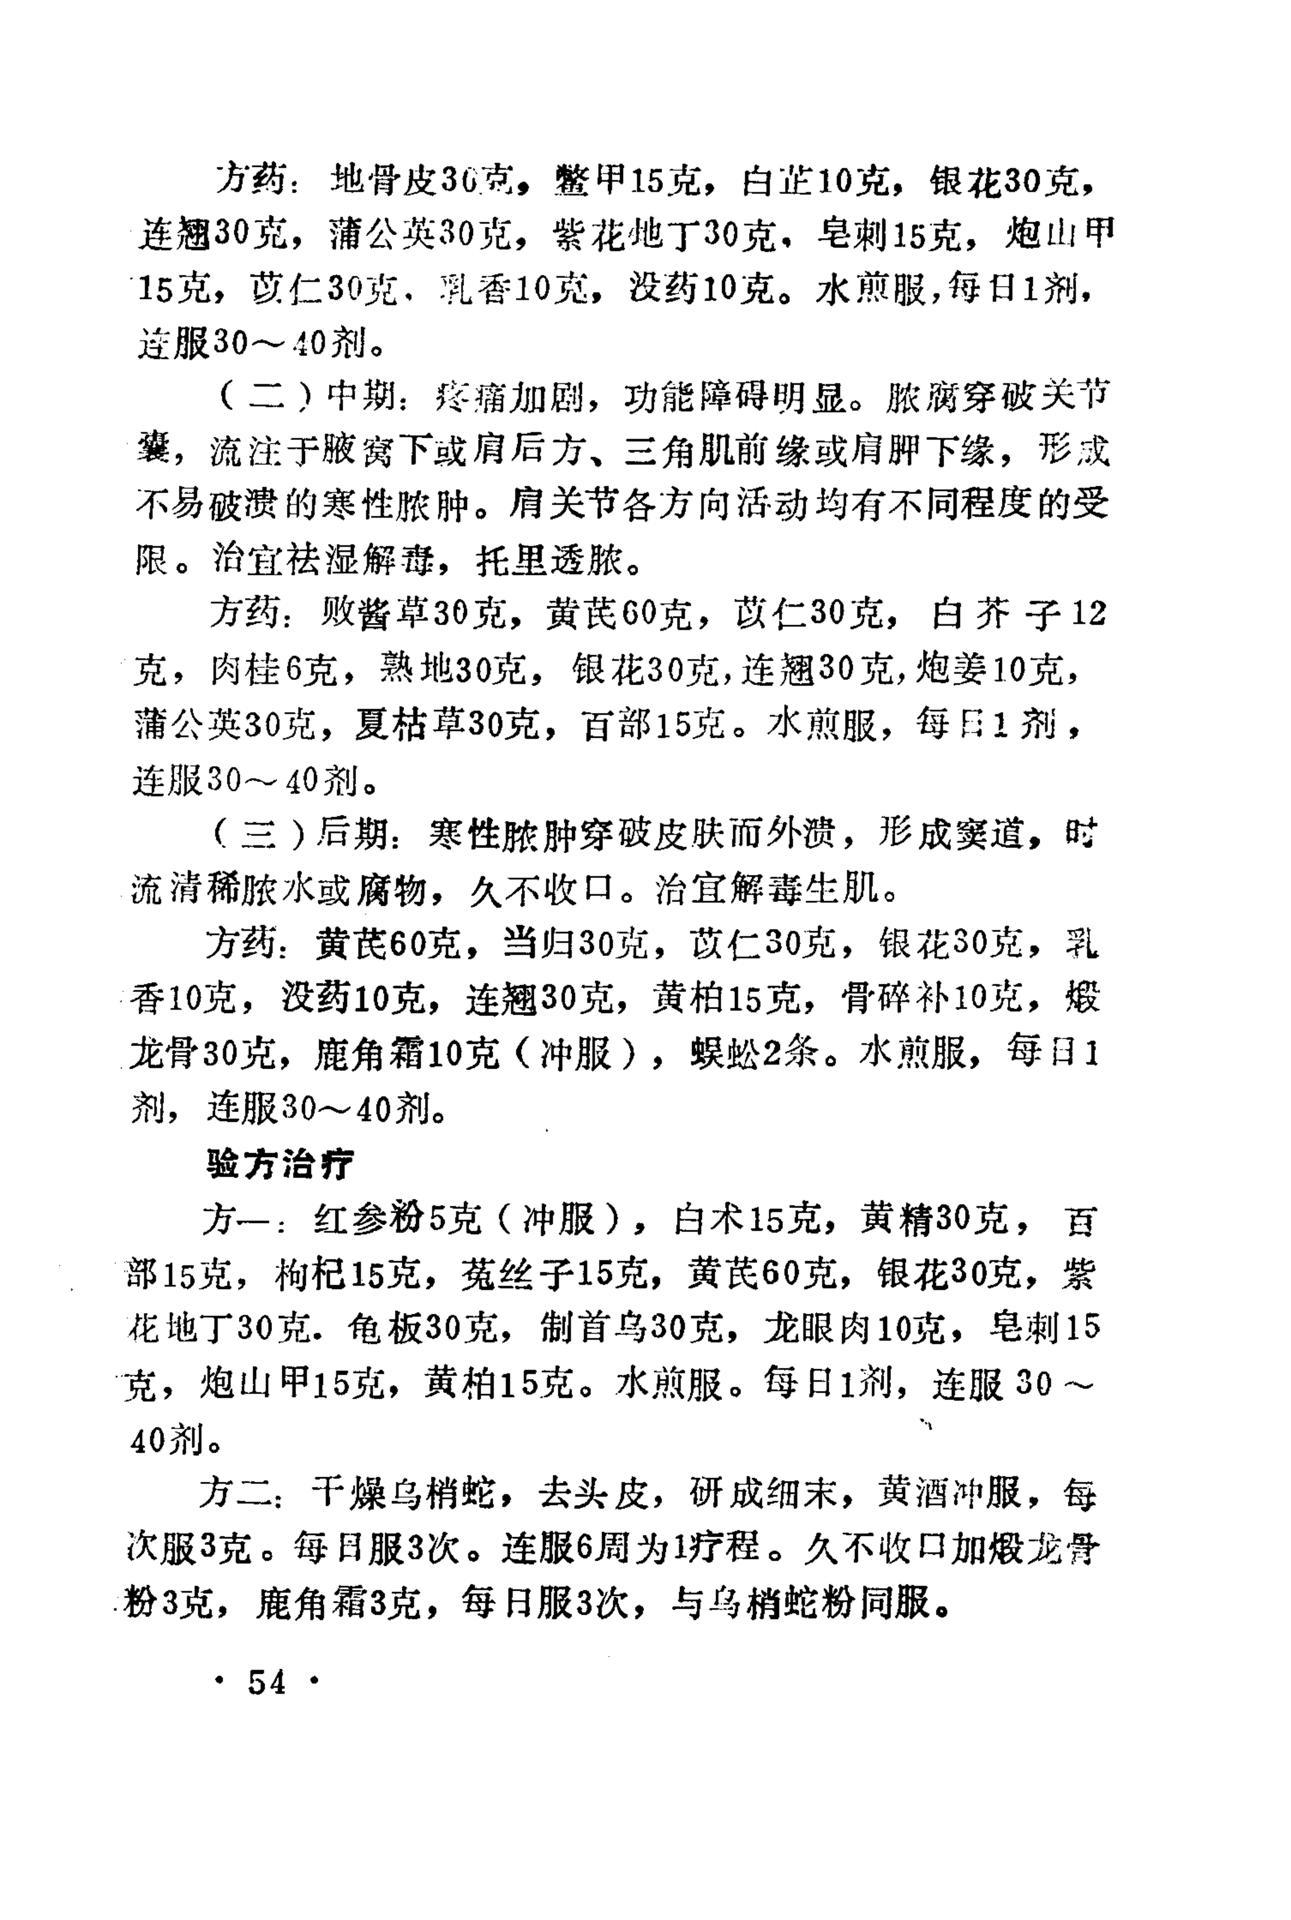 方药：地骨皮30克，鳖甲15克，白芷10克，银花30克，
连翘30克，蒲公英30克，紫花地丁30克，皂刺15克，炮山甲
15克，苡仁30克，乳香10克，没药10克。水煎服，每日1剂，
连服30～40剂。
（二）中期：疼痛加剧，功能障碍明显。脓腐穿破关节
囊，流注于腋窝下或肩后方、三角肌前缘或肩胛下缘，形成
不易破溃的寒性脓肿。肩关节各方向活动均有不同程度的受
限。治宜祛湿解毒，托里透脓。
方药：败酱草30克，黄芪60克，苡仁30克，白芥子12
克，肉桂6克，熟地30克，银花30克，连翘30克，炮姜10克，
蒲公英30克，夏枯草30克，百部15克。水煎服，每日1剂，
连服30～40剂。
（三）后期：寒性脓肿穿破皮肤而外溃，形成窦道，时
流清稀脓水或腐物，久不收口。治宜解毒生肌。
方药：黄芪60克，当归30克，苡仁30克，银花30克，乳
香10克，没药10克，连翘30克，黄柏15克，骨碎补10克，煅
龙骨30克，鹿角霜10克（冲服），蜈蚣2条。水煎服，每日1
剂，连服30～40剂。
验方治疗
方一：红参粉5克（冲服），白术15克，黄精30克，百
部15克，枸杞15克，菟丝子15克，黄芪60克，银花30克，紫
花地丁30克．龟板30克，制首乌30克，龙眼肉10克，皂刺15
克，炮山甲15克，黄柏15克。水煎服。每日1剂，连服30～
40剂。
方二：干燥乌梢蛇，去头皮，研成细末，黄酒冲服，每
次服3克。每日服3次。连服6周为1疗程。久不收口加煅龙骨
粉3克，鹿角霜3克，每日服3次，与乌梢蛇粉同服。
· 54 ·